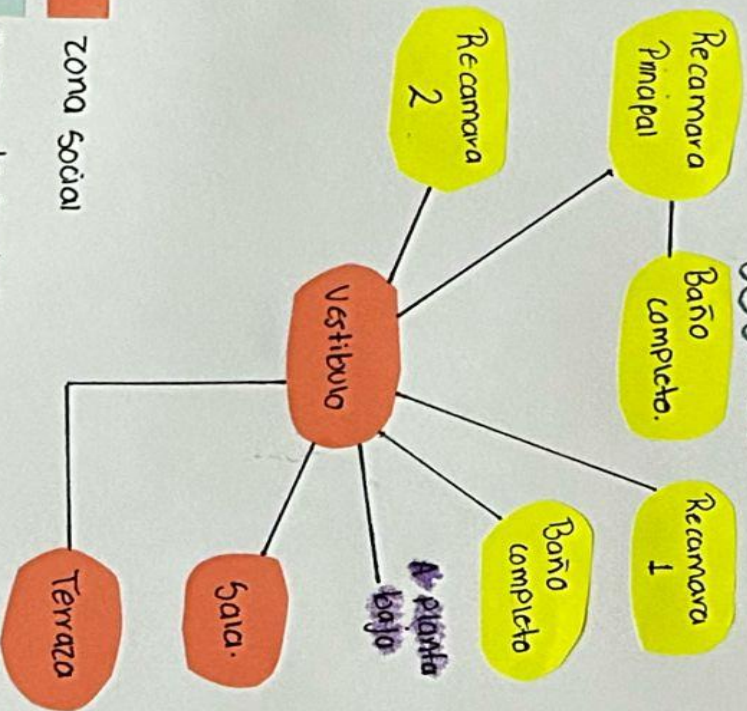 Recamara
Principal
Baño
completo.
Recamara
1
Recamara
2
Baño
completo
Vestibulo
A planta
baja
Sala.
Terraza
zona social